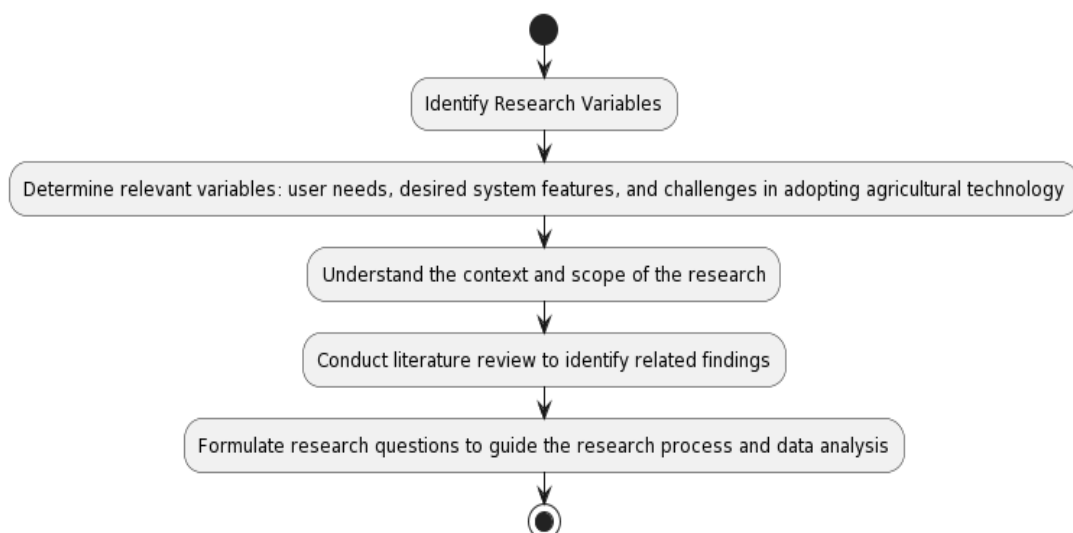 Identify Research Variables
Determine relevant variables: user needs, desired system features, and challenges in adopting agricultural technology
Understand the context and scope of the research
Conduct literature review to identify related findings
Formulate research questions to guide the research process and data analysis